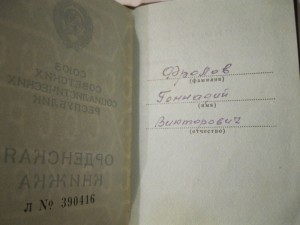 СОЮЗ
СОВЕТСКИХ
СОЦИАЛИСТИЧЕСКИХ
РЕСПУБЛИК
ОРДЕНСКАЯ
КНИЖКА
Л № 390416
Фролов
(фамилия)
Геннадий
(имя)
Викторович
(отчество)